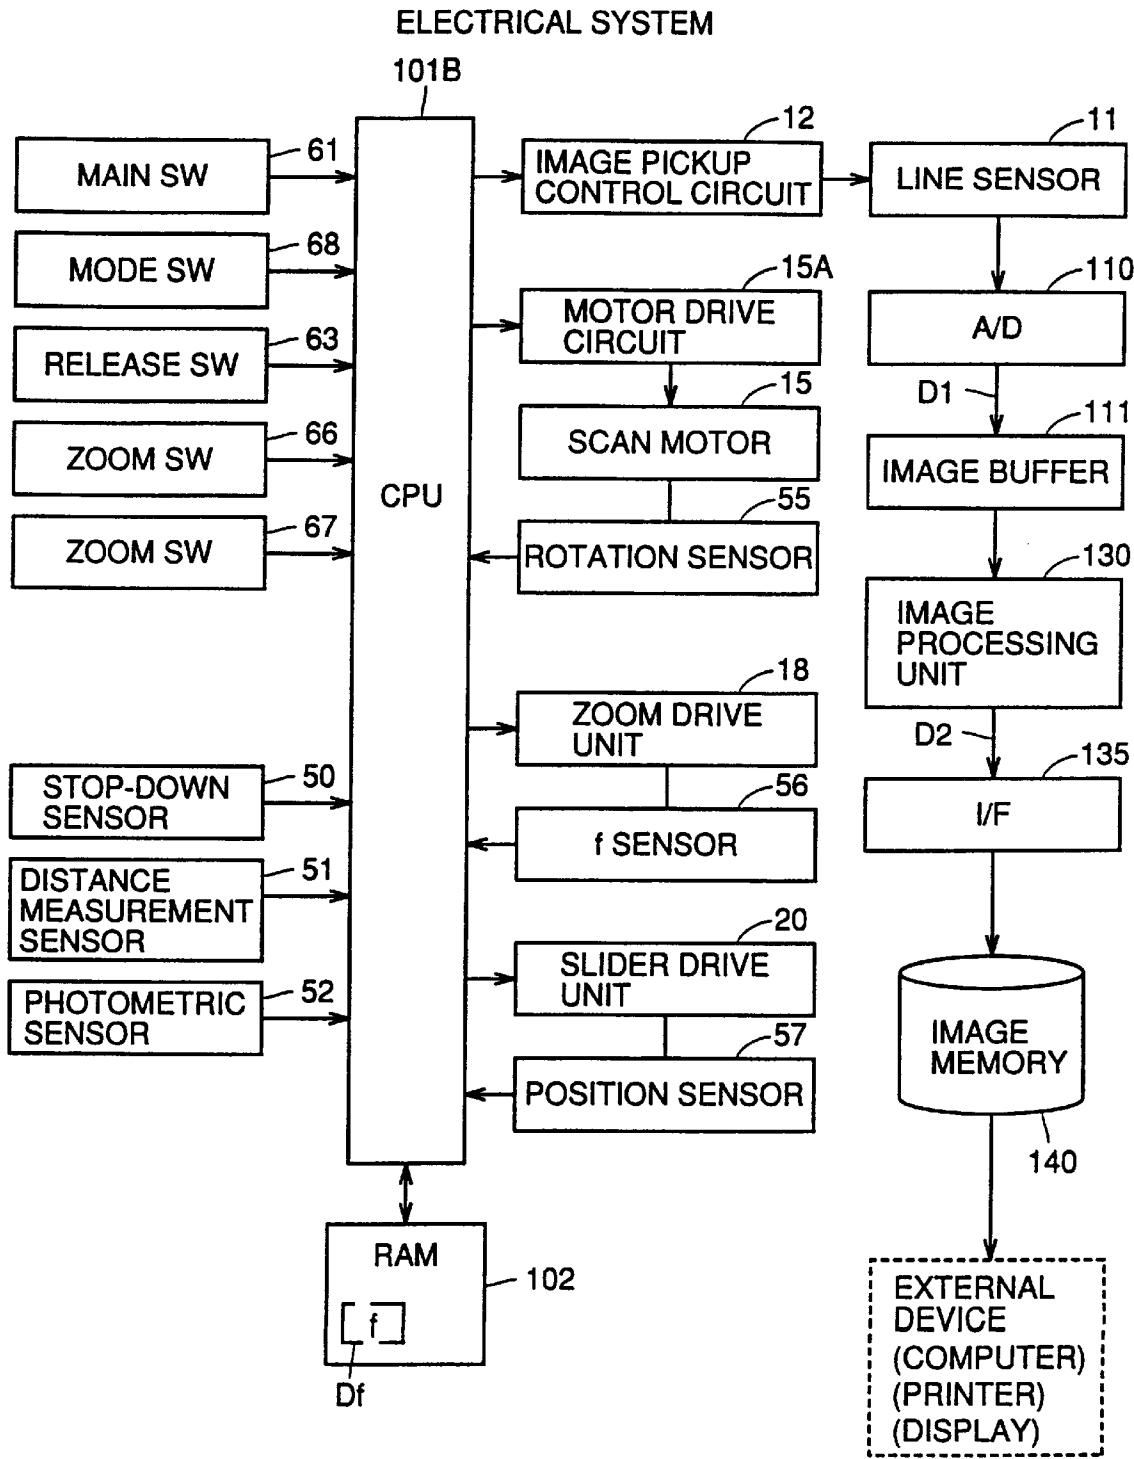 ELECTRICAL SYSTEM
101B
MAIN SW
61
MODE SW
68
RELEASE SW
63
ZOOM SW
66
ZOOM SW
67
STOP-DOWN
SENSOR
50
DISTANCE
MEASUREMENT
SENSOR
51
PHOTOMETRIC
SENSOR
52
CPU
RAM
102
f
Df
12
IMAGE PICKUP
CONTROL CIRCUIT
15A
MOTOR DRIVE
CIRCUIT
15
SCAN MOTOR
55
ROTATION SENSOR
18
ZOOM DRIVE
UNIT
56
f SENSOR
20
SLIDER DRIVE
UNIT
57
POSITION SENSOR
11
LINE SENSOR
110
A/D
D1
111
IMAGE BUFFER
130
IMAGE
PROCESSING
UNIT
D2
135
I/F
IMAGE
MEMORY
140
EXTERNAL
DEVICE
(COMPUTER)
(PRINTER)
(DISPLAY)